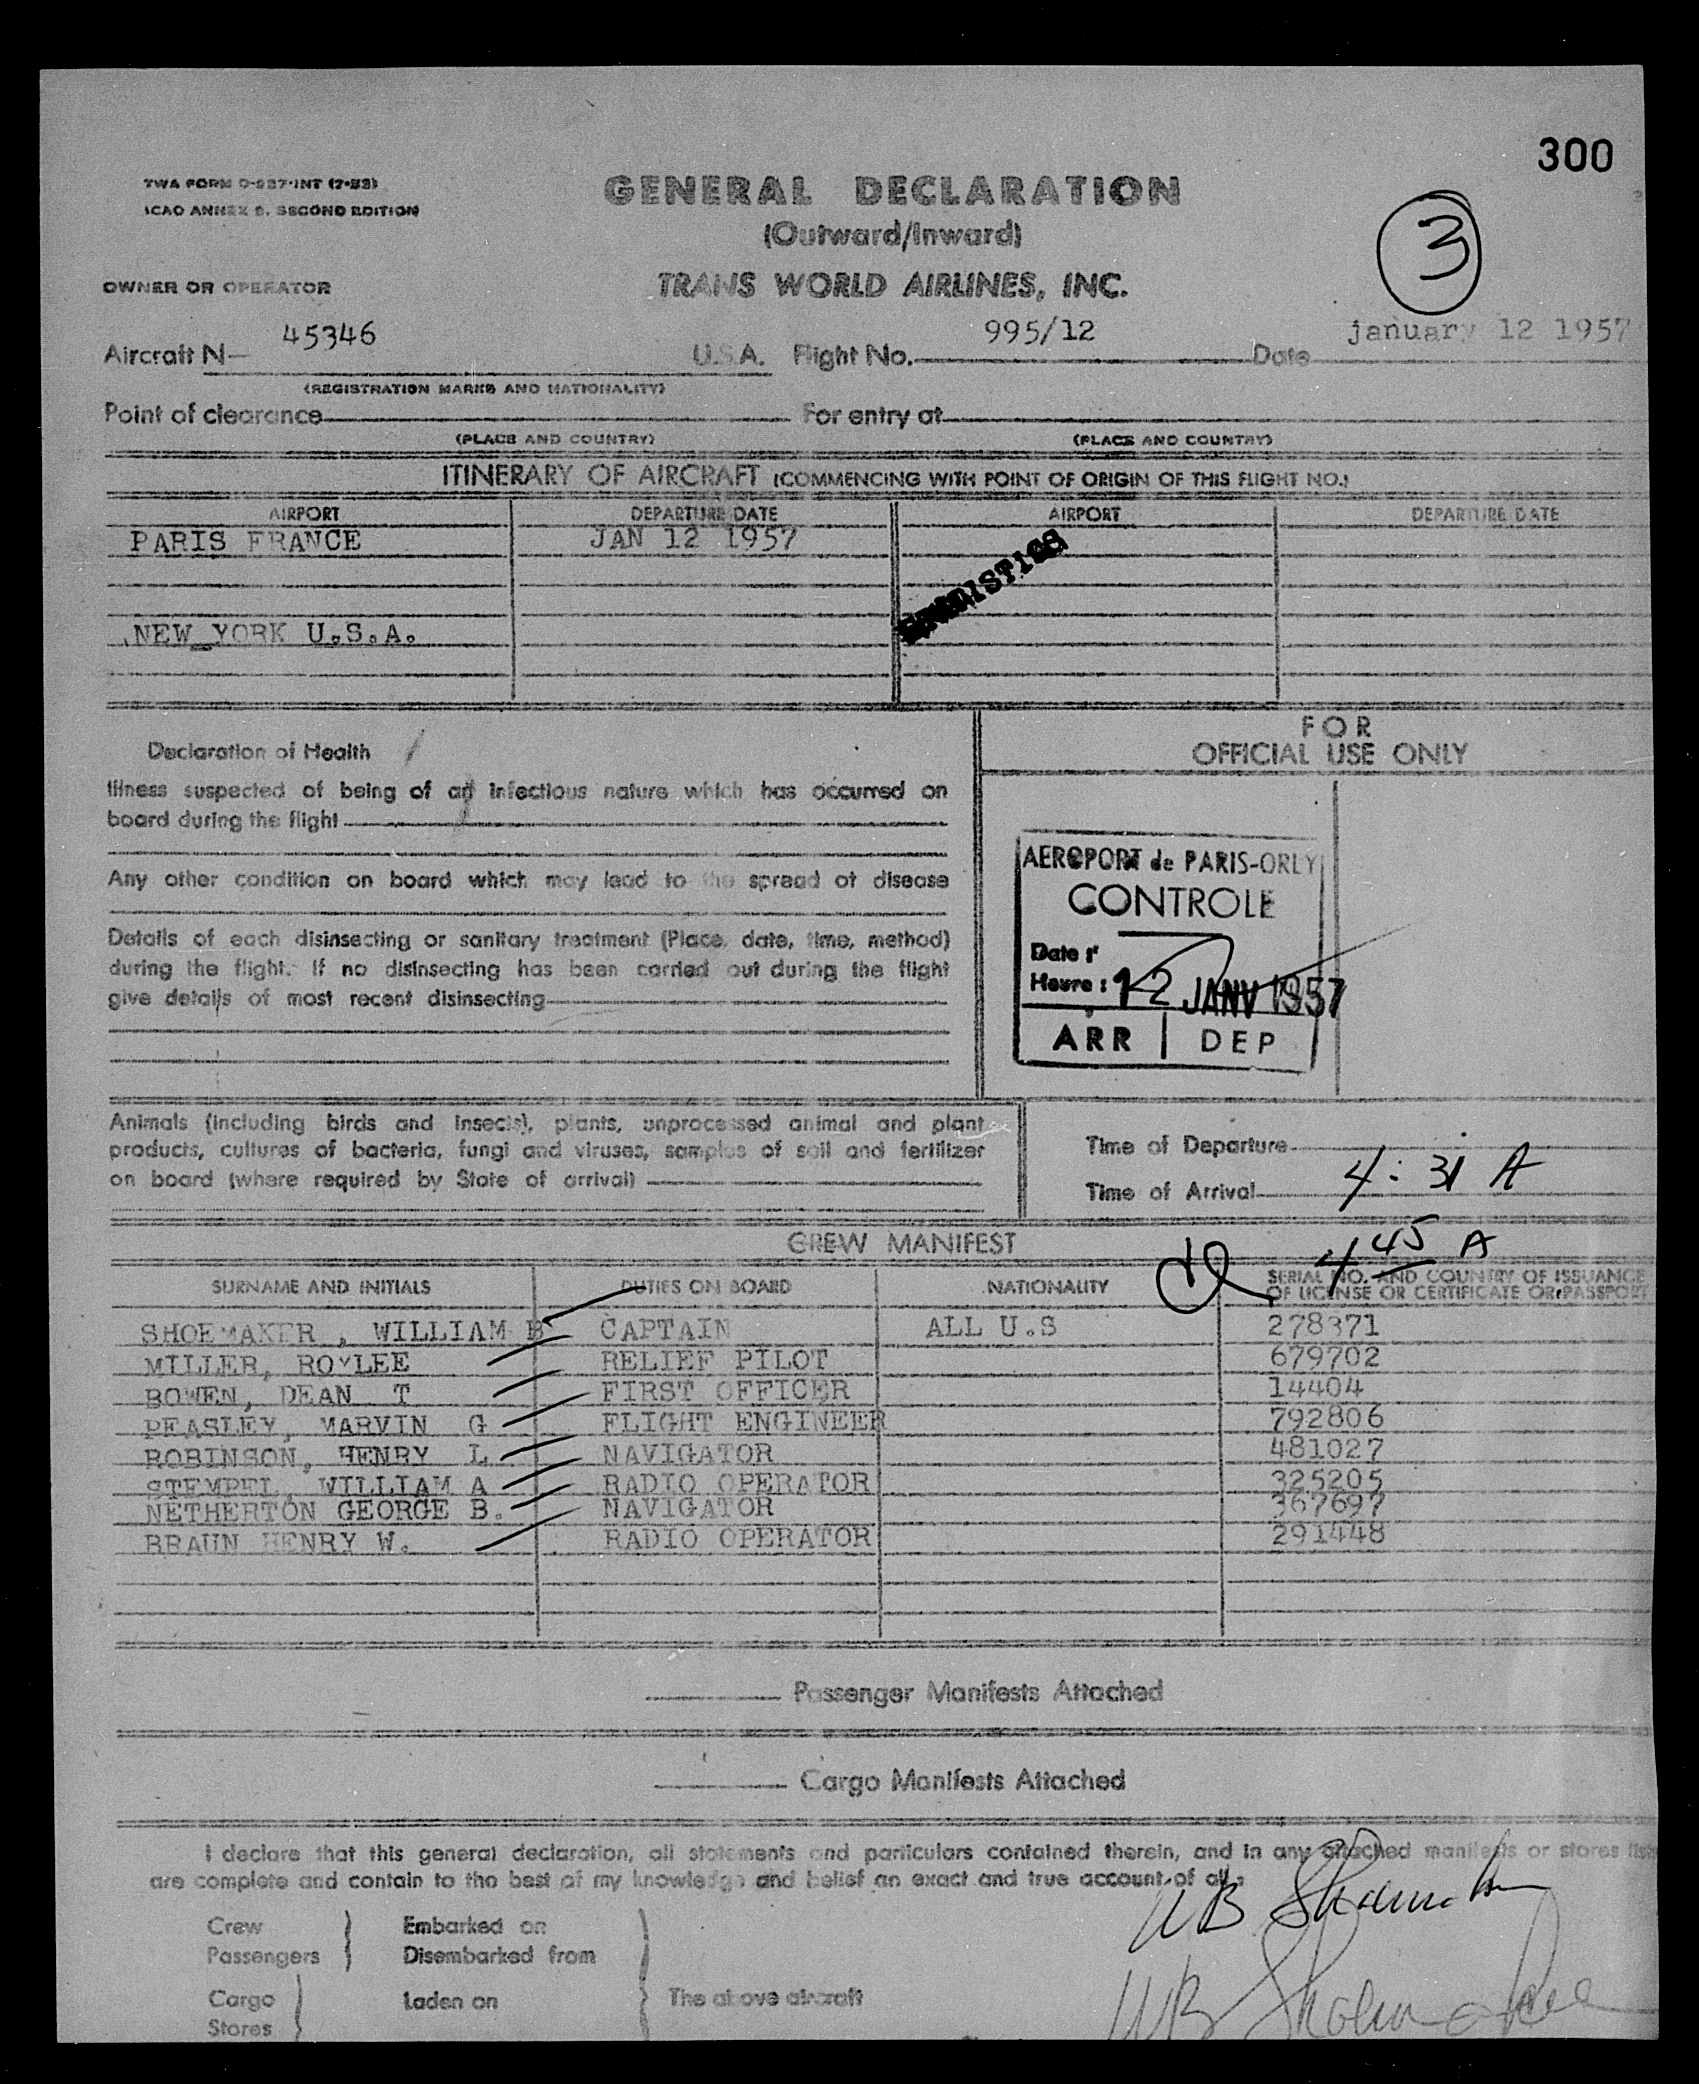 300
TWA FORM O-937-INT (7-53)
ICAO ANNEX 9, SECOND EDITION
GENERAL DECLARATION
(Outward/Inward)
3
OWNER OR OPERATOR
TRANS WORLD AIRLINES, INC.
Aircraft N— 45346 U.S.A. Flight No. 995/12 Date january 12 1957
(REGISTRATION MARKS AND NATIONALITY)
Point of clearance For entry at
(PLACE AND COUNTRY) (PLACE AND COUNTRY)
ITINERARY OF AIRCRAFT (COMMENCING WITH POINT OF ORIGIN OF THIS FLIGHT NO.)
AIRPORT DEPARTURE DATE AIRPORT DEPARTURE DATE
PARIS FRANCE JAN 12 1957
NEW YORK U.S.A.
FOR
OFFICIAL USE ONLY
Declaration of Health
Illness suspected of being of an infectious nature which has occurred on
board during the flight
Any other condition on board which may lead to the spread of disease
Details of each disinsecting or sanitary treatment (Place, date, time, method)
during the flight. If no disinsecting has been carried out during the flight
give details of most recent disinsecting
AEROPORT de PARIS-ORLY
CONTROLE
Date :
Heure : 12 JANV 1957
ARR DEP
Animals (including birds and insects), plants, unprocessed animal and plant
products, cultures of bacteria, fungi and viruses, samples of soil and fertilizer
on board (where required by State of arrival)
Time of Departure
Time of Arrival 4:31 A
445 A
CREW MANIFEST
SURNAME AND INITIALS DUTIES ON BOARD NATIONALITY SERIAL NO. AND COUNTRY OF ISSUANCE
OF LICENSE OR CERTIFICATE OR PASSPORT
SHOEMAKER , WILLIAM B CAPTAIN ALL U.S 278371
MILLER, ROYLEE RELIEF PILOT 679702
BOWEN, DEAN T FIRST OFFICER 14404
PEASLEY, MARVIN G FLIGHT ENGINEER 792806
ROBINSON, HENRY L NAVIGATOR 481027
STEMPEL, WILLIAM A RADIO OPERATOR 325205
NETHERTON GEORGE B. NAVIGATOR 367697
BRAUN HENRY W. RADIO OPERATOR 291448
Passenger Manifests Attached
Cargo Manifests Attached
I declare that this general declaration, all statements and particulars contained therein, and in any attached manifests or stores lists
are complete and contain to the best of my knowledge and belief an exact and true account of all
WB Shoemaker
Crew Embarked on
Passengers Disembarked from
Cargo Laden on The above aircraft
Stores
WB Shoemaker